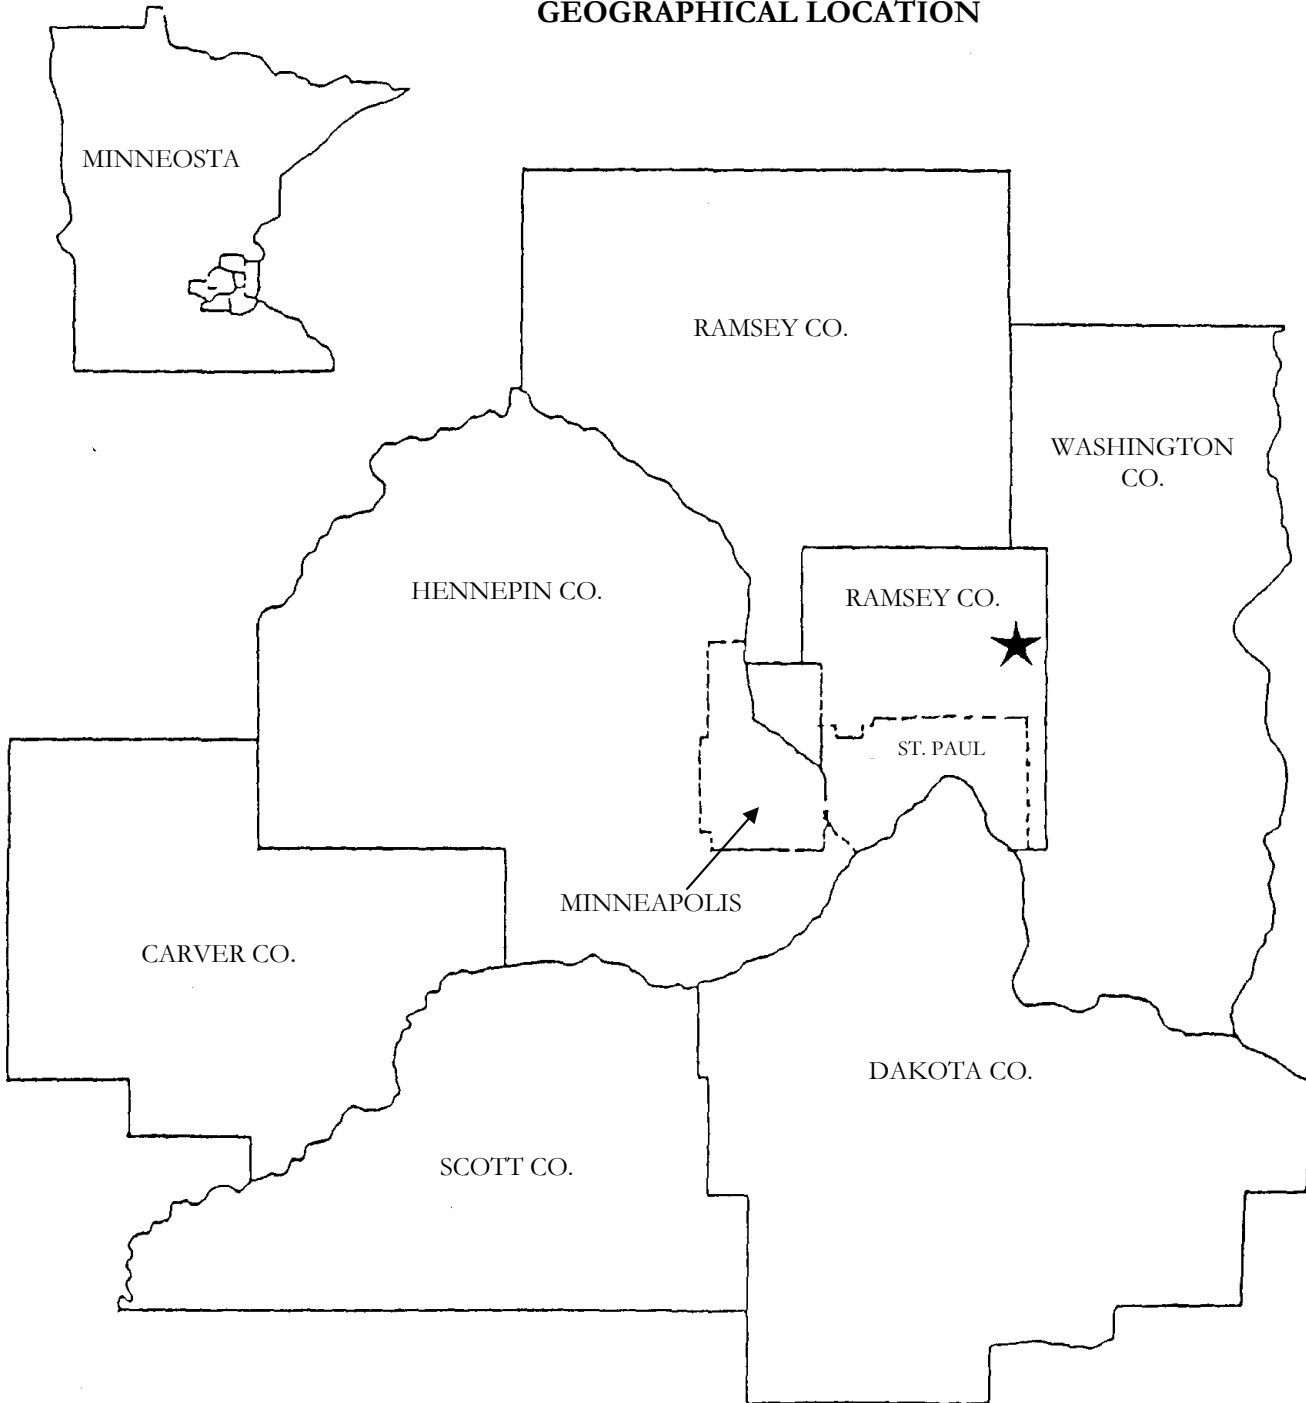 GEOGRAPHICAL LOCATION
MINNEOSTA
RAMSEY CO.
WASHINGTON
CO.
HENNEPIN CO.
RAMSEY CO.
ST. PAUL
MINNEAPOLIS
CARVER CO.
DAKOTA CO.
SCOTT CO.